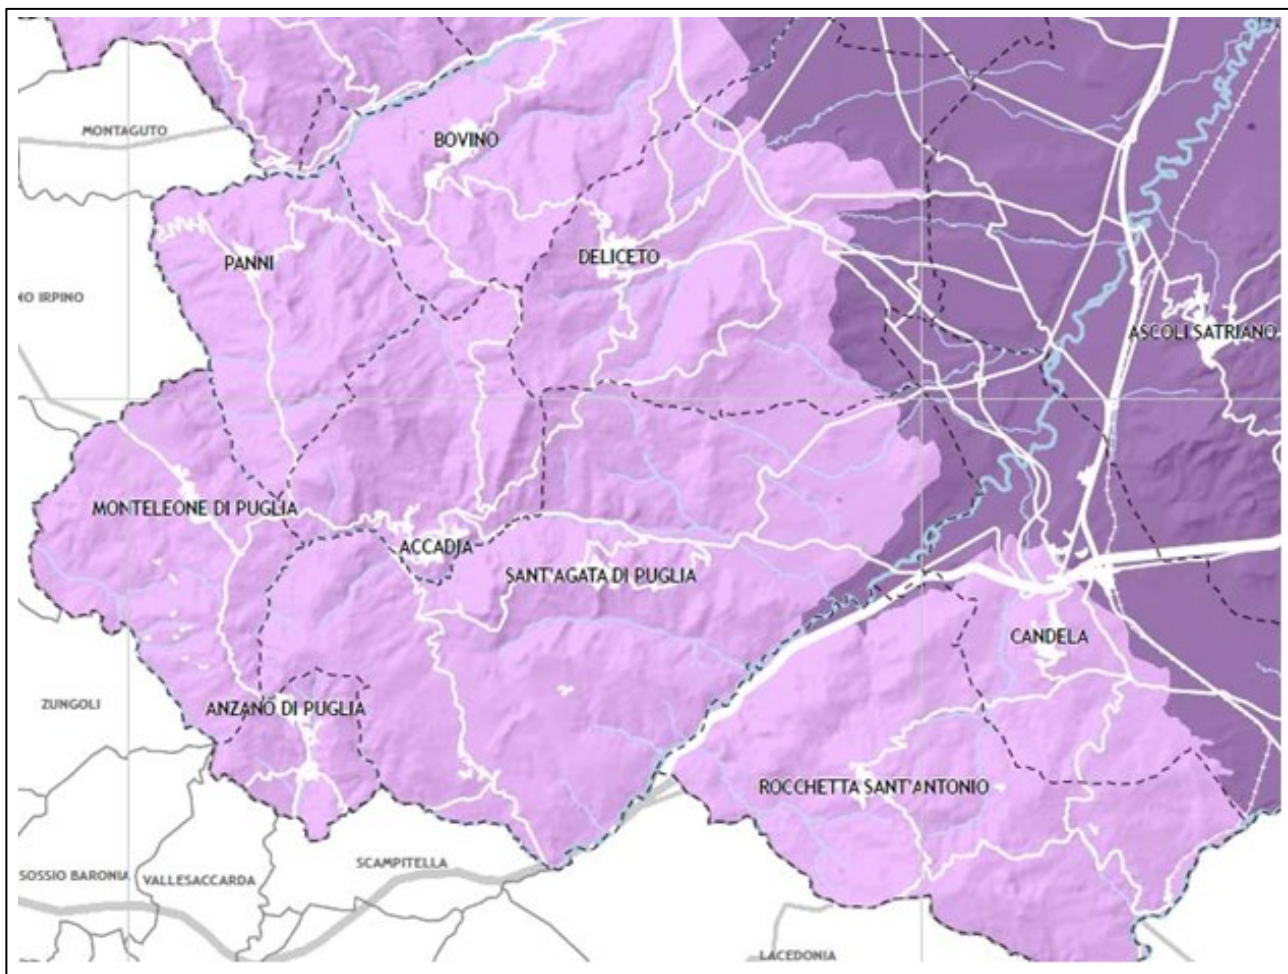 MONTAGUTO
BOVINO
PANNI
DELICETO
NO IRPINO
ASCOLI SATRIANO
MONTELEONE DI PUGLIA
ACCADIA
SANT'AGATA DI PUGLIA
CANDELA
ZUNGOLI
ANZANO DI PUGLIA
ROCCHETTA SANT'ANTONIO
SCAMPITELLA
SOSSIO BARONIA
VALLESACCARDA
LACEDONIA